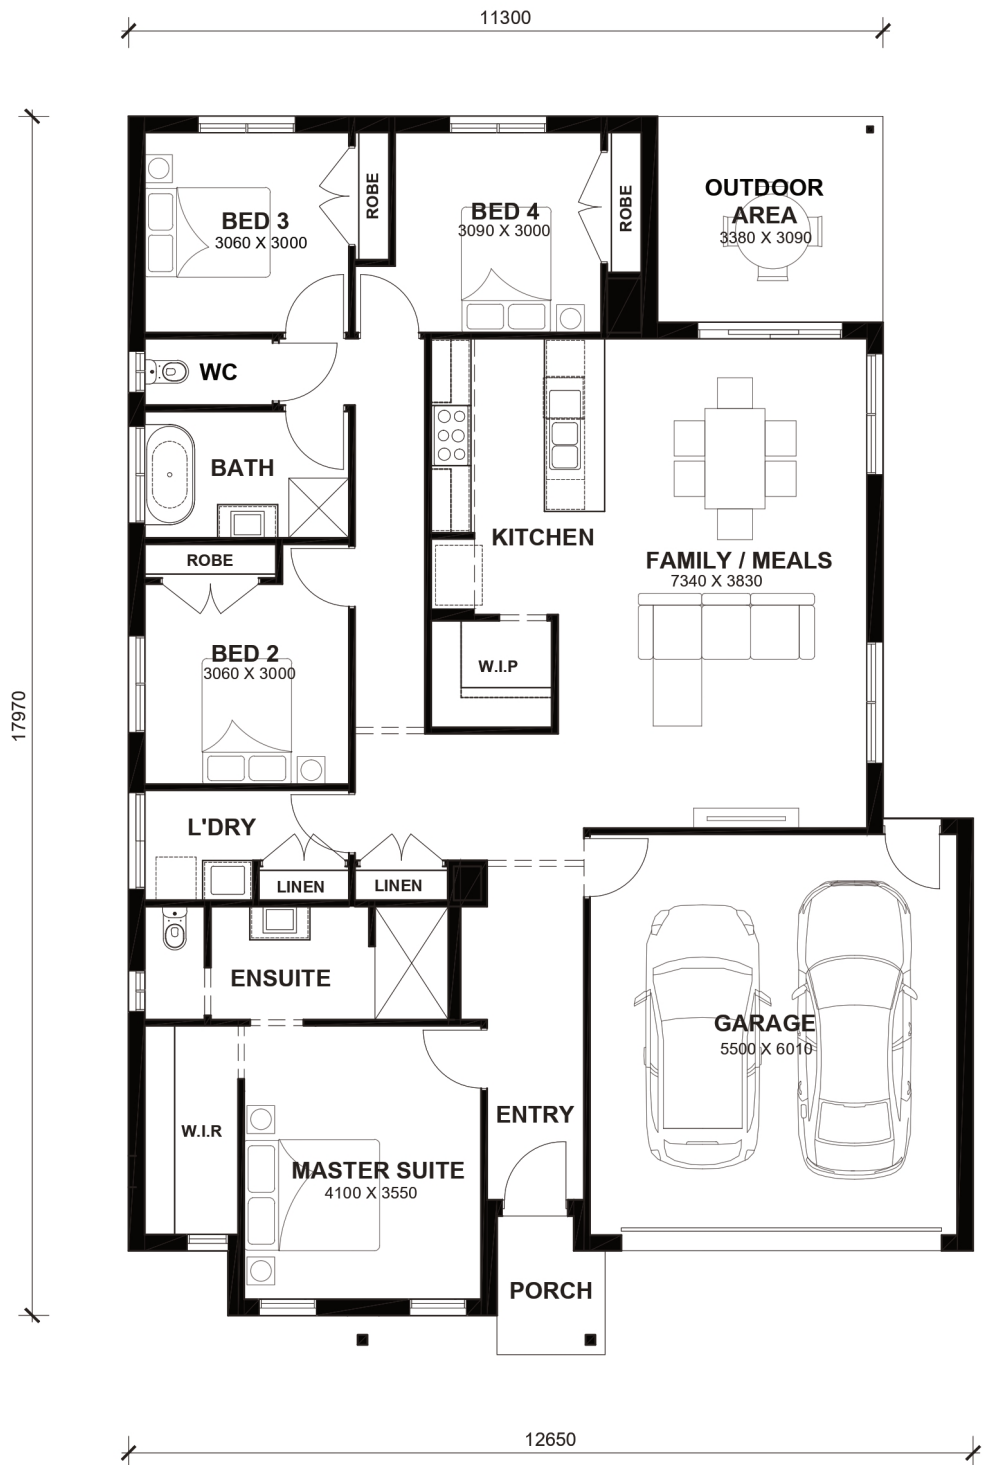 11300
OUTDOOR
AREA
3380 X 3090
BED 3
3060 X 3000
ROBE
BED 4
3090 X 3000
ROBE
WC
BATH
KITCHEN
ROBE
FAMILY / MEALS
7340 X 3830
BED 2
3060 X 3000
W.I.P
17970
L'DRY
LINEN
LINEN
ENSUITE
GARAGE
5500 X 6010
ENTRY
W.I.R
MASTER SUITE
4100 X 3550
PORCH
12650